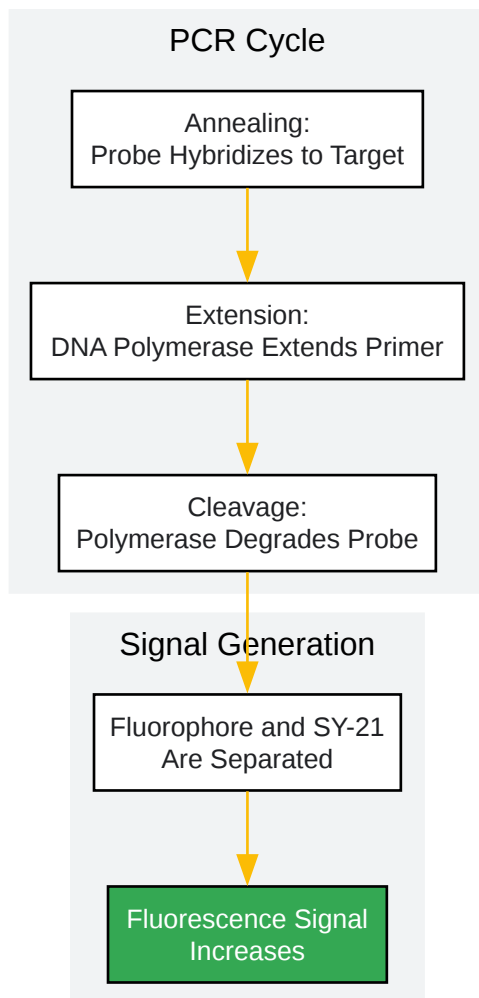 PCR Cycle
Annealing:
Probe Hybridizes to Target
Extension:
DNA Polymerase Extends Primer
Cleavage:
Polymerase Degrades Probe
Signal Generation
Fluorophore and SY-21
Are Separated
Fluorescence Signal
Increases